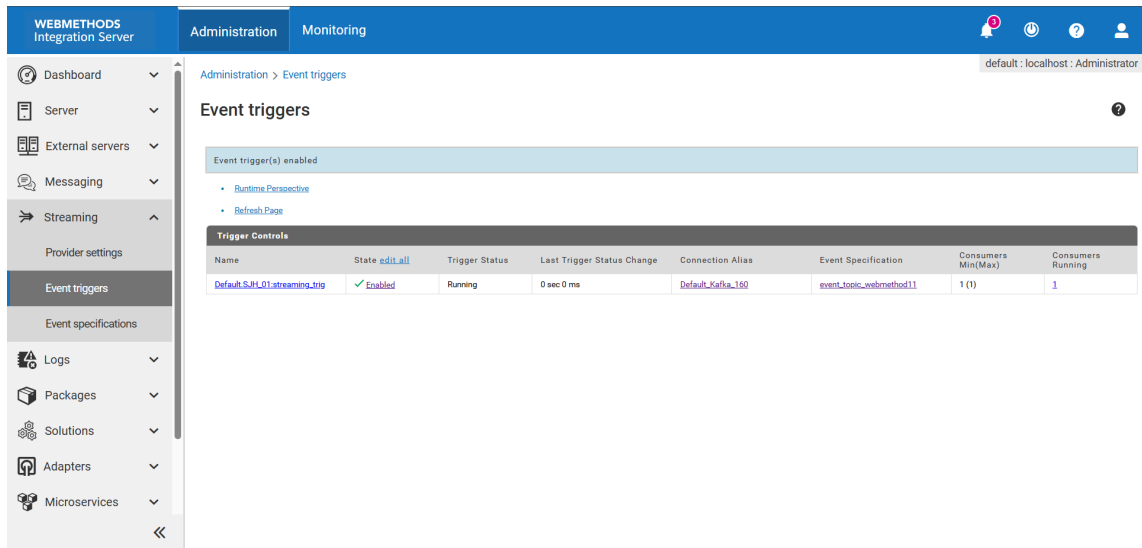 WEBMETHODS
Integration Server
Administration
Monitoring
3
?
default : localhost : Administrator
Dashboard
Server
External servers
Messaging
Streaming
Provider settings
Event triggers
Event specifications
Logs
Packages
Solutions
Adapters
Microservices
Administration > Event triggers
Event triggers
?
Event trigger(s) enabled
• Runtime Perspective
• Refresh Page
Trigger Controls
Name State edit all Trigger Status Last Trigger Status Change Connection Alias Event Specification Consumers Min(Max) Consumers Running
Default.SJH_01:streaming_trig Enabled Running 0 sec 0 ms Default_Kafka_160 event_topic_webmethod11 1 (1) 1